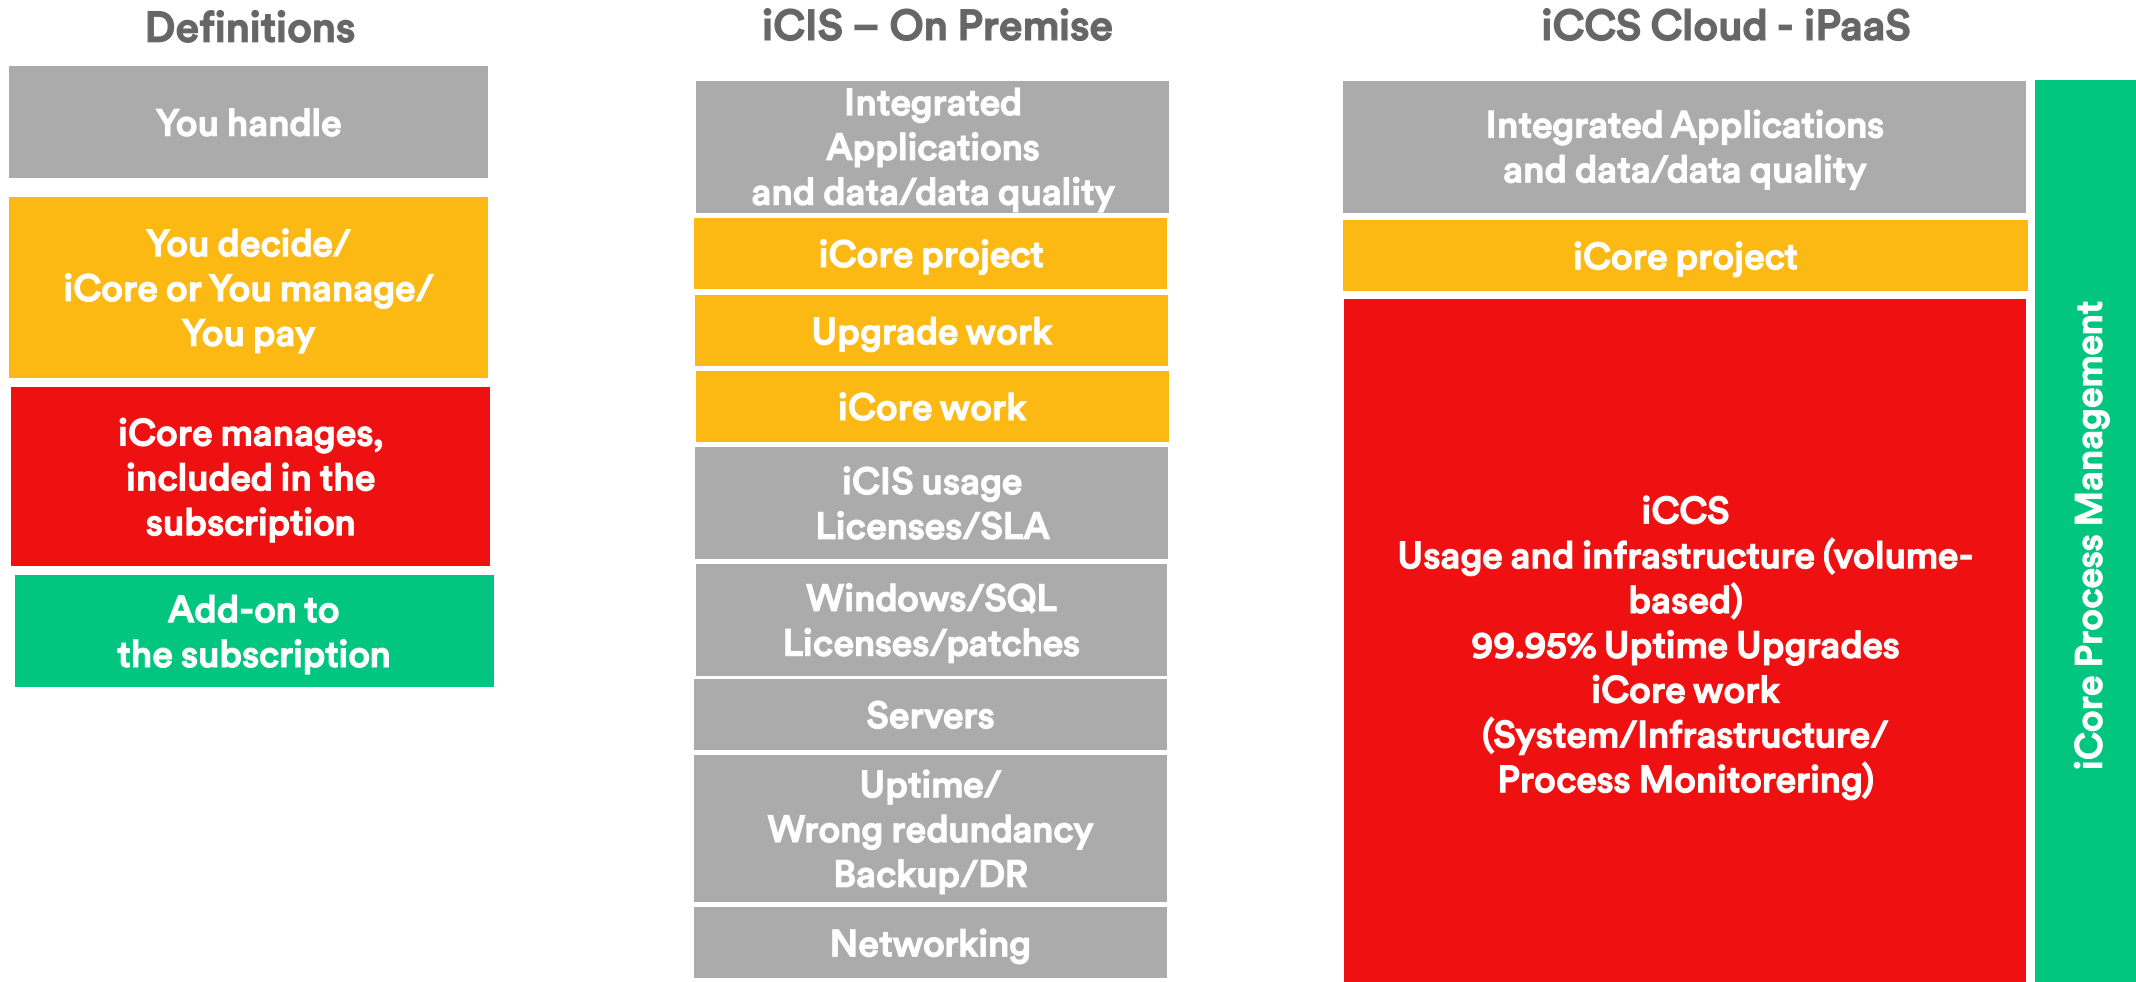 Definitions
You handle
You decide/
iCore or You manage/
You pay
iCore manages,
included in the
subscription
Add-on to
the subscription
iCIS – On Premise
Integrated
Applications
and data/data quality
iCore project
Upgrade work
iCore work
iCIS usage
Licenses/SLA
Windows/SQL
Licenses/patches
Servers
Uptime/
Wrong redundancy
Backup/DR
Networking
iCCS Cloud - iPaaS
Integrated Applications
and data/data quality
iCore project
iCCS
Usage and infrastructure (volume-
based)
99.95% Uptime Upgrades
iCore work
(System/Infrastructure/
Process Monitorering)
iCore Process Management